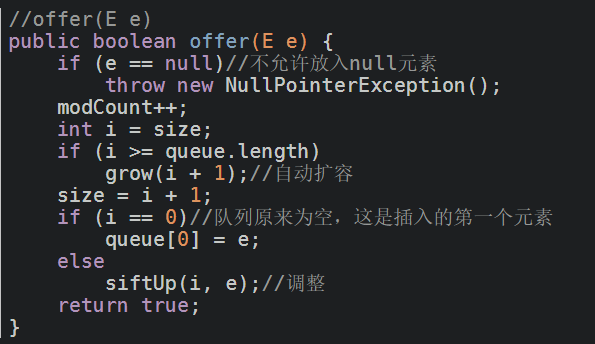 //offer(E e)
public boolean offer(E e) {
    if (e == null)//不允许放入null元素
        throw new NullPointerException();
    modCount++;
    int i = size;
    if (i >= queue.length)
        grow(i + 1);//自动扩容
    size = i + 1;
    if (i == 0)//队列原来为空，这是插入的第一个元素
        queue[0] = e;
    else
        siftUp(i, e);//调整
    return true;
}